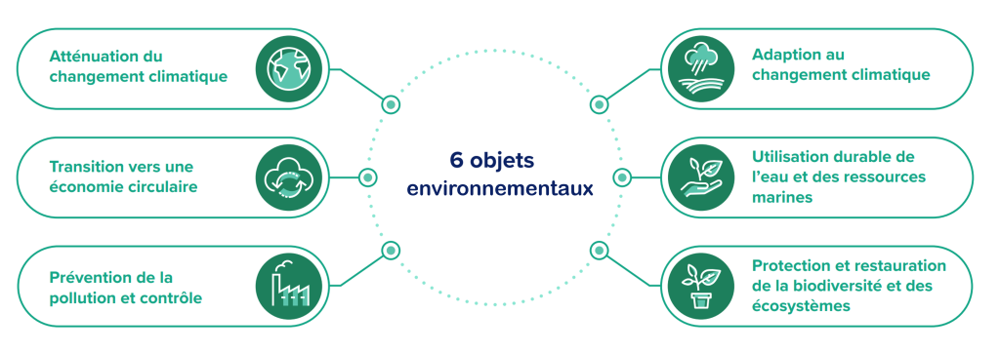 Atténuation du
changement climatique
Transition vers une
économie circulaire
Prévention de la
pollution et contrôle
6 objets
environnementaux
Adaption au
changement climatique
Utilisation durable de
l'eau et des ressources
marines
Protection et restauration
de la biodiversité et des
écosystèmes